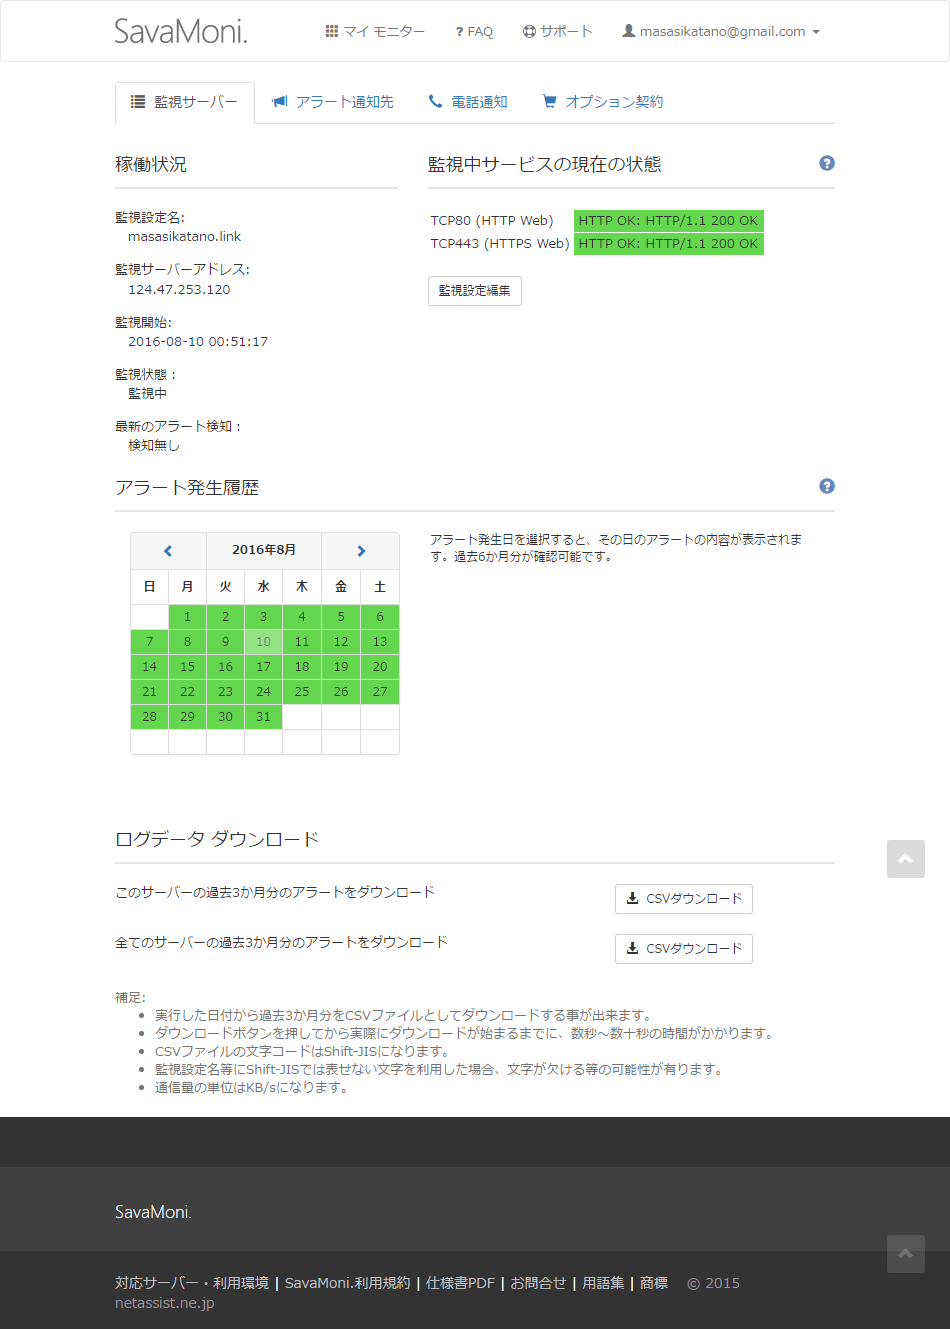 SavaMoni.
マイ モニター
FAQ
サポート
masasikatano@gmail.com
監視サーバー
アラート通知先
電話通知
オプション契約
稼働状況
監視設定名:
masasikatano.link
監視サーバーアドレス:
124.47.253.120
監視開始:
2016-08-10 00:51:17
監視状態 :
監視中
最新のアラート検知 :
検知無し
監視中サービスの現在の状態
TCP80 (HTTP Web) HTTP OK: HTTP/1.1 200 OK
TCP443 (HTTPS Web) HTTP OK: HTTP/1.1 200 OK
監視設定編集
アラート発生履歴
2016年8月
日 月 火 水 木 金 土
1 2 3 4 5 6
7 8 9 10 11 12 13
14 15 16 17 18 19 20
21 22 23 24 25 26 27
28 29 30 31
アラート発生日を選択すると、その日のアラートの内容が表示されま
す。過去6か月分が確認可能です。
ログデータ ダウンロード
このサーバーの過去3か月分のアラートをダウンロード
CSVダウンロード
全てのサーバーの過去3か月分のアラートをダウンロード
CSVダウンロード
補足:
実行した日付から過去3か月分をCSVファイルとしてダウンロードする事が出来ます。
ダウンロードボタンを押してから実際にダウンロードが始まるまでに、数秒～数十秒の時間がかかります。
CSVファイルの文字コードはShift-JISになります。
監視設定名等にShift-JISでは表せない文字を利用した場合、文字が欠ける等の可能性が有ります。
通信量の単位はKB/sになります。
SavaMoni.
対応サーバー・利用環境 | SavaMoni.利用規約 | 仕様書PDF | お問合せ | 用語集 | 商標 © 2015
netassist.ne.jp